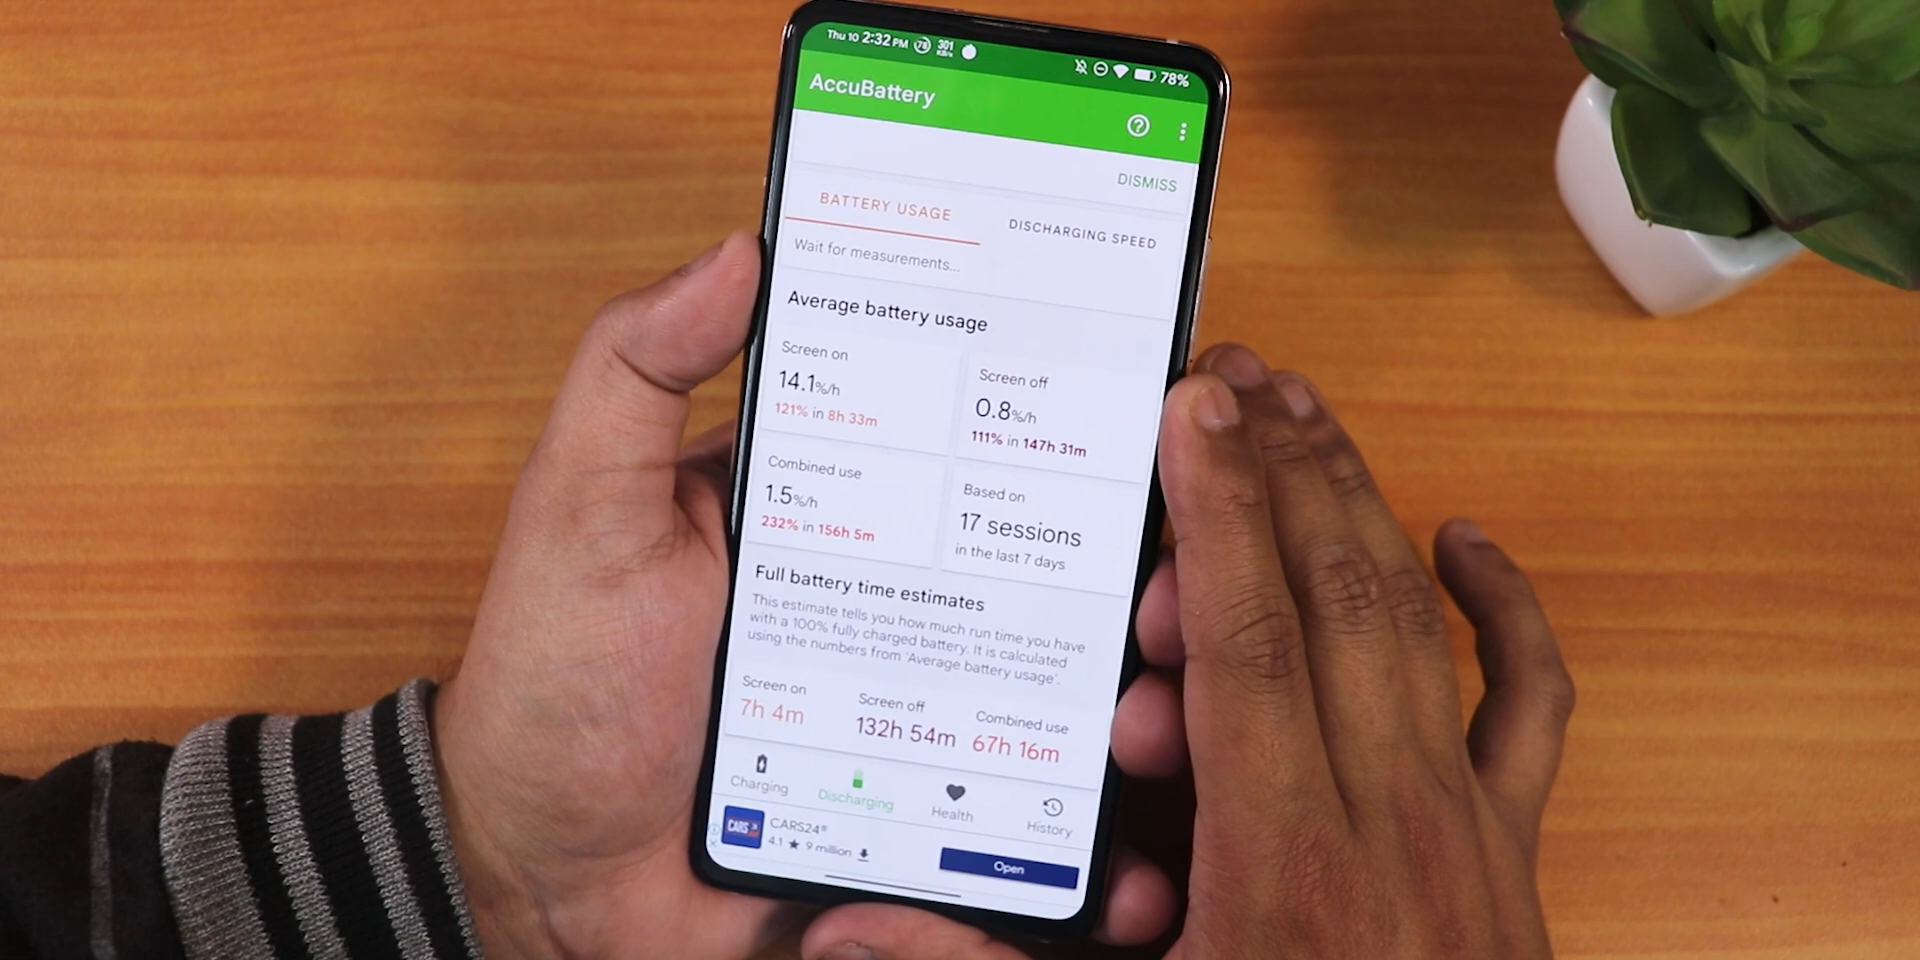 Thu 10 2:32 PM 78 301 KB/s 78%
AccuBattery
DISMISS
BATTERY USAGE DISCHARGING SPEED
Wait for measurements...
Average battery usage
Screen on
14.1%/h
121% in 8h 33m
Screen off
0.8%/h
111% in 147h 31m
Combined use
1.5%/h
232% in 156h 5m
Based on
17 sessions
in the last 7 days
Full battery time estimates
This estimate tells you how much run time you have
with a 100% fully charged battery. It is calculated
using the numbers from 'Average battery usage'.
Screen on
7h 4m
Screen off
132h 54m
Combined use
67h 16m
Charging Discharging Health History
CARS24®
4.1 ★ 9 million
Open
CARS